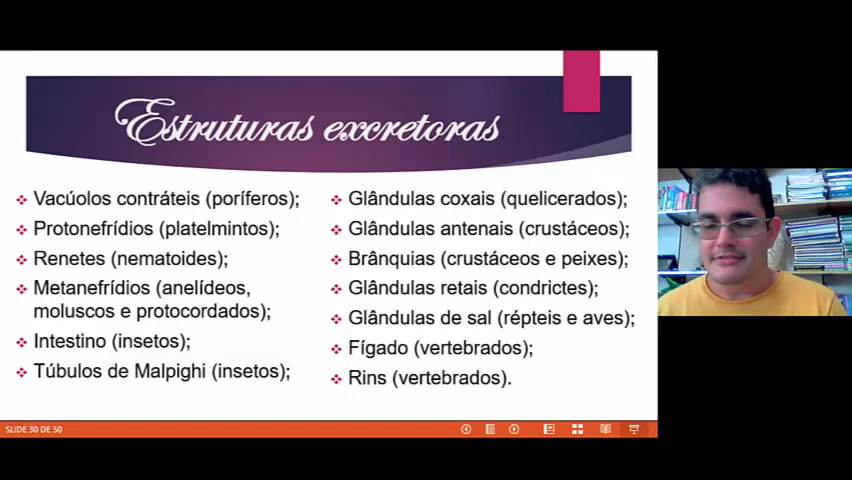 Estruturas excretoras
Vacúolos contráteis (poríferos);
Protonefrídios (platelmintos);
Renetes (nematoides);
Metanefrídios (anelídeos,
moluscos e protocordados);
Intestino (insetos);
Túbulos de Malpighi (insetos);
Glândulas coxais (quelicerados);
Glândulas antenais (crustáceos);
Brânquias (crustáceos e peixes);
Glândulas retais (condrictes);
Glândulas de sal (répteis e aves);
Fígado (vertebrados);
Rins (vertebrados).
SLIDE 30 DE 50